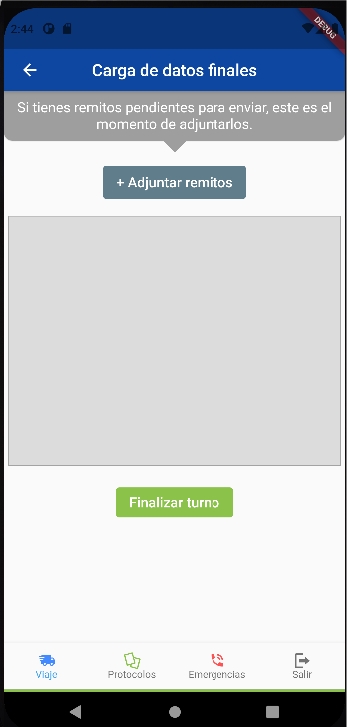 2:44
DEBUG
Carga de datos finales
Si tienes remitos pendientes para enviar, este es el
momento de adjuntarlos.
+ Adjuntar remitos
Finalizar turno
Viaje
Protocolos
Emergencias
Salir